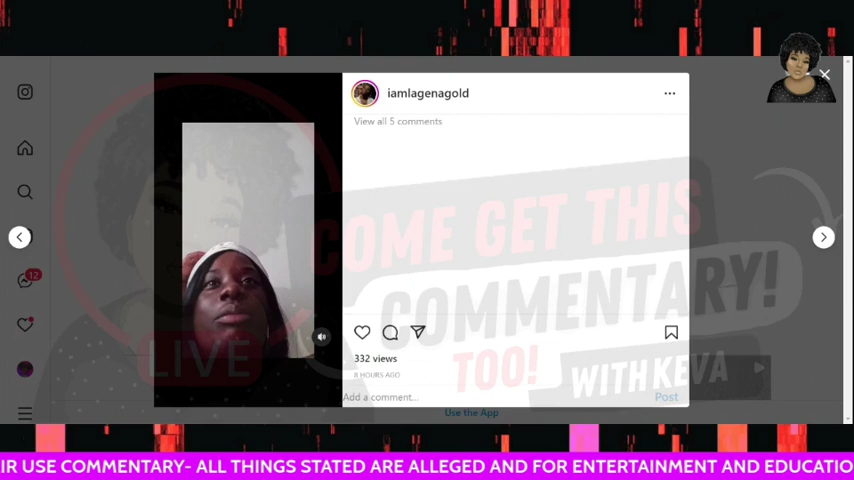 iamlagenagold
View all 5 comments
COME GET THIS
COMMENTARY!
TOO!
WITH KEVA
LIVE
12
332 views
8 HOURS AGO
Add a comment...
Post
Use the App
IR USE COMMENTARY- ALL THINGS STATED ARE ALLEGED AND FOR ENTERTAINMENT AND EDUCATIO